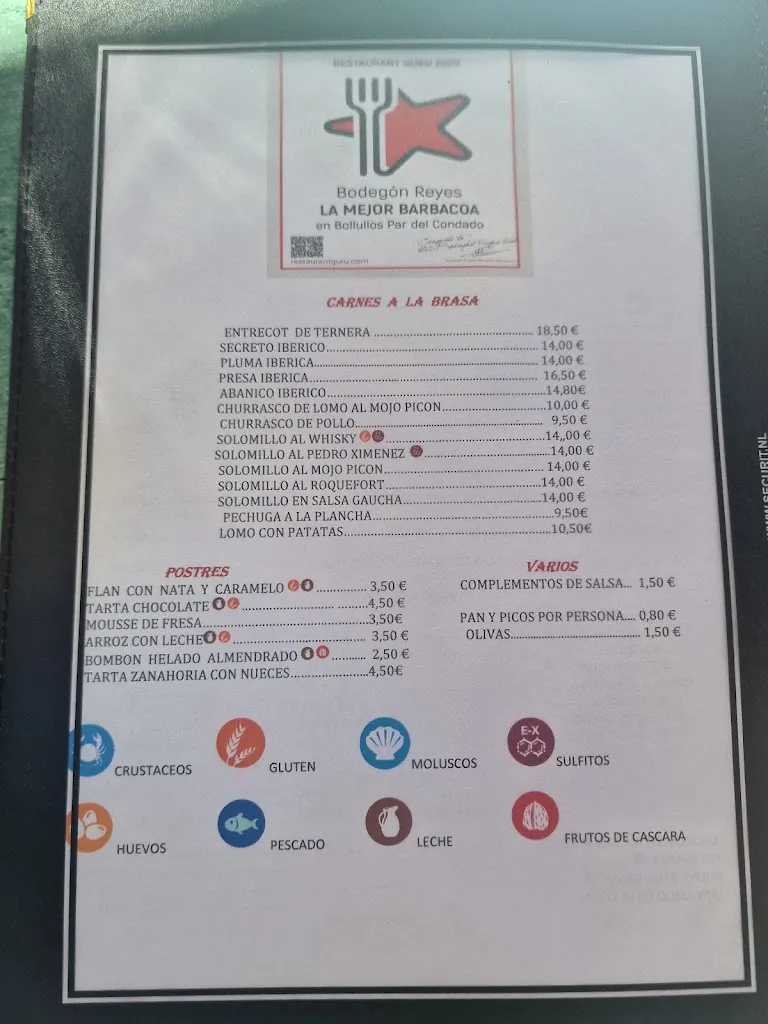 RESTAURANT GURU 2023
Bodegón Reyes
LA MEJOR BARBACOA
en Bollullos Par del Condado
restaurantguru.com
CARNES A LA BRASA
ENTRECOT DE TERNERA ........ 18,50 €
SECRETO IBERICO........ 14,00 €
PLUMA IBERICA........ 14,00 €
PRESA IBERICA........ 16,50 €
ABANICO IBERICO........14,80€
CHURRASCO DE LOMO AL MOJO PICON........10,00 €
CHURRASCO DE POLLO........ 9,50 €
SOLOMILLO AL WHISKY ........14,,00 €
SOLOMILLO AL PEDRO XIMENEZ ........14,00 €
SOLOMILLO AL MOJO PICON........ 14,00 €
SOLOMILLO AL ROQUEFORT........14,00 €
SOLOMILLO EN SALSA GAUCHA........14,00 €
PECHUGA A LA PLANCHA........9,50€
LOMO CON PATATAS........10,50€
POSTRES
FLAN CON NATA Y CARAMELO ........ 3,50 €
TARTA CHOCOLATE ........4,50 €
MOUSSE DE FRESA........3,50€
ARROZ CON LECHE ........ 3,50 €
BOMBON HELADO ALMENDRADO ........ 2,50 €
TARTA ZANAHORIA CON NUECES........4,50€
VARIOS
COMPLEMENTOS DE SALSA... 1,50 €
PAN Y PICOS POR PERSONA.... 0,80 €
OLIVAS........ 1,50 €
CRUSTACEOS
GLUTEN
MOLUSCOS
E-X
SULFITOS
HUEVOS
PESCADO
LECHE
FRUTOS DE CASCARA
WWW.SECURIT.NL